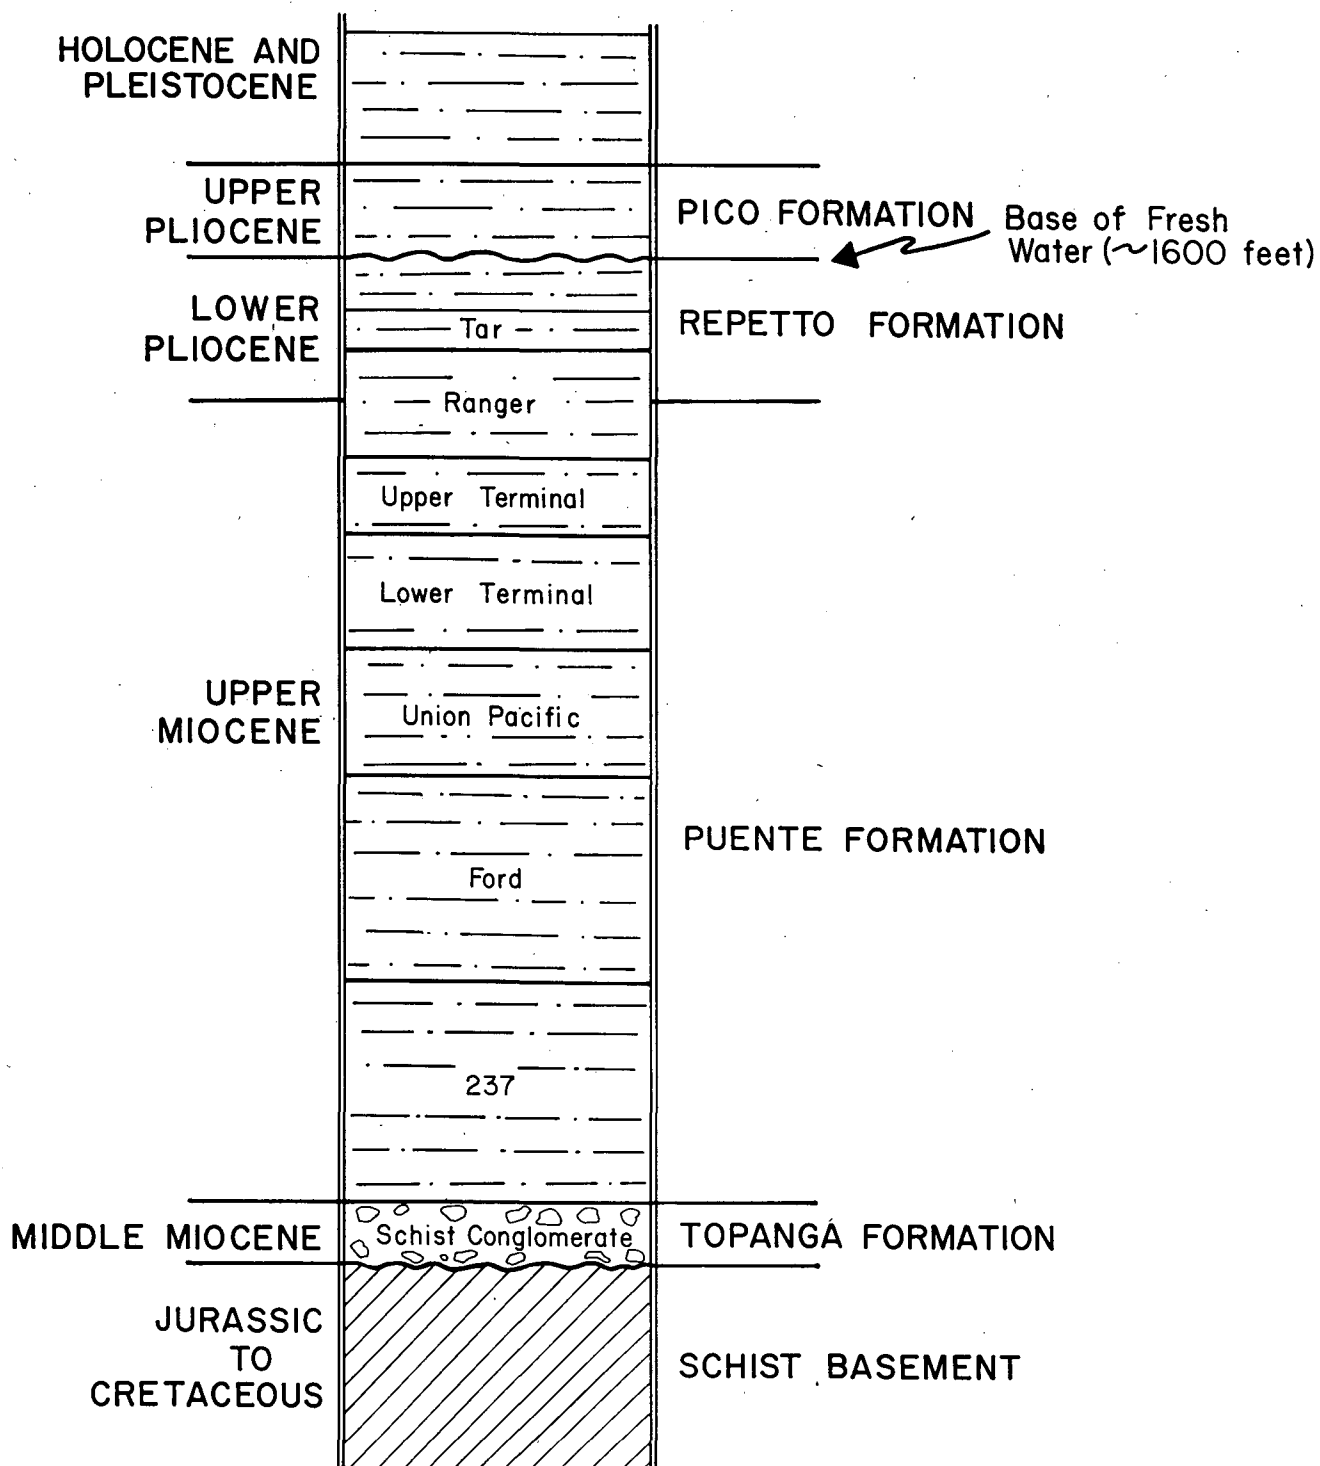 HOLOCENE AND
PLEISTOCENE
UPPER
PLIOCENE
PICO FORMATION
Base of Fresh
Water (~1600 feet)
LOWER
PLIOCENE
Tar
REPETTO FORMATION
Ranger
Upper Terminal
Lower Terminal
UPPER
MIOCENE
Union Pacific
PUENTE FORMATION
Ford
237
MIDDLE MIOCENE
Schist Conglomerate
TOPANGA FORMATION
JURASSIC
TO
CRETACEOUS
SCHIST BASEMENT